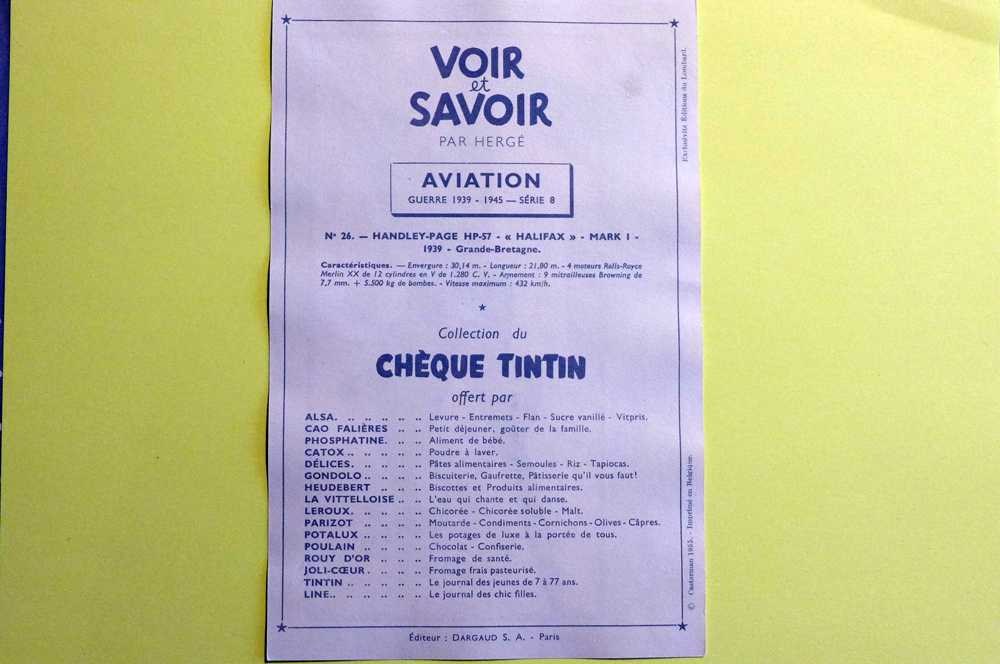 VOIR
et
SAVOIR
PAR HERGÉ
AVIATION
GUERRE 1939 - 1945 — SÉRIE 8
N° 26. — HANDLEY-PAGE HP-57 - « HALIFAX » - MARK I -
1939 - Grande-Bretagne.
Caractéristiques. — Envergure : 30,14 m. - Longueur : 21,80 m. - 4 moteurs Rolls-Royce
Merlin XX de 12 cylindres en V de 1.280 C. V. - Armement : 9 mitrailleuses Browning de
7,7 mm. + 5.500 kg de bombes. - Vitesse maximum : 432 km/h.
Collection du
CHÈQUE TINTIN
offert par
ALSA. .. .. .. .. .. Levure - Entremets - Flan - Sucre vanillé - Vitpris.
CAO FALIÈRES .. .. Petit déjeuner, goûter de la famille.
PHOSPHATINE. .. .. Aliment de bébé.
CATOX .. .. .. .. .. Poudre à laver.
DÉLICES. .. .. .. .. Pâtes alimentaires - Semoules - Riz - Tapiocas.
GONDOLO .. .. .. .. Biscuiterie, Gaufrette, Pâtisserie qu'il vous faut!
HEUDEBERT .. .. .. Biscottes et Produits alimentaires.
LA VITTELLOISE .. .. L'eau qui chante et qui danse.
LEROUX. .. .. .. .. Chicorée - Chicorée soluble - Malt.
PARIZOT .. .. .. .. Moutarde - Condiments - Cornichons - Olives - Câpres.
POTALUX .. .. .. .. Les potages de luxe à la portée de tous.
POULAIN .. .. .. .. Chocolat - Confiserie.
ROUY D'OR .. .. .. Fromage de santé.
JOLI-CŒUR . .. .. .. Fromage frais pasteurisé.
TINTIN .. .. .. .. .. Le journal des jeunes de 7 à 77 ans.
LINE.. .. .. .. .. .. Le journal des chic filles.
Éditeur : DARGAUD S. A. - Paris
Exclusivité Éditions du Lombard.
© Casterman 1955. - Imprimé en Belgique.